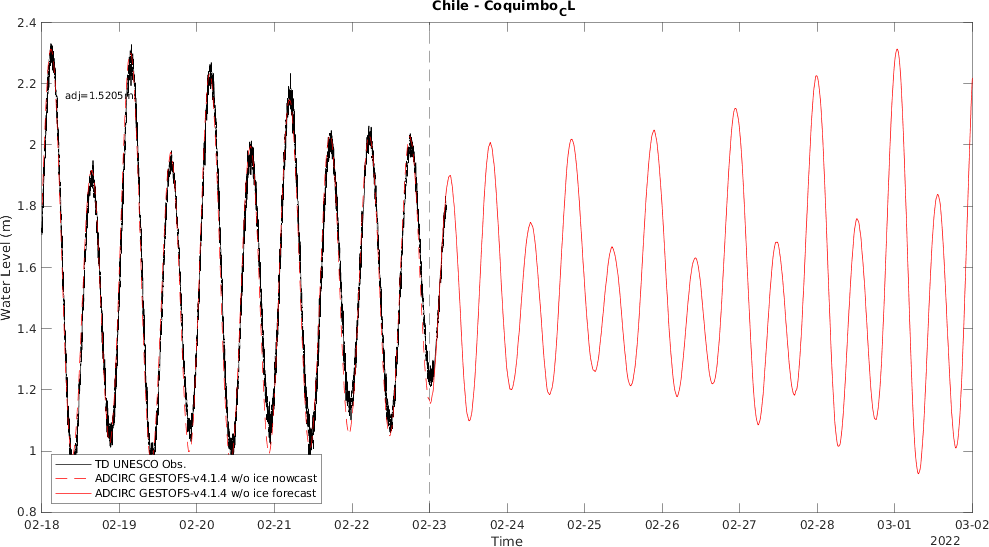 Chile - Coquimbo_CL
2.4
2.2
2
1.8
1.6
1.4
1.2
1
0.8
Water Level (m)
adj=1.5205m
TD UNESCO Obs.
ADCIRC GESTOFS-v4.1.4 w/o ice nowcast
ADCIRC GESTOFS-v4.1.4 w/o ice forecast
02-18 02-19 02-20 02-21 02-22 02-23 02-24 02-25 02-26 02-27 02-28 03-01 03-02
Time
2022